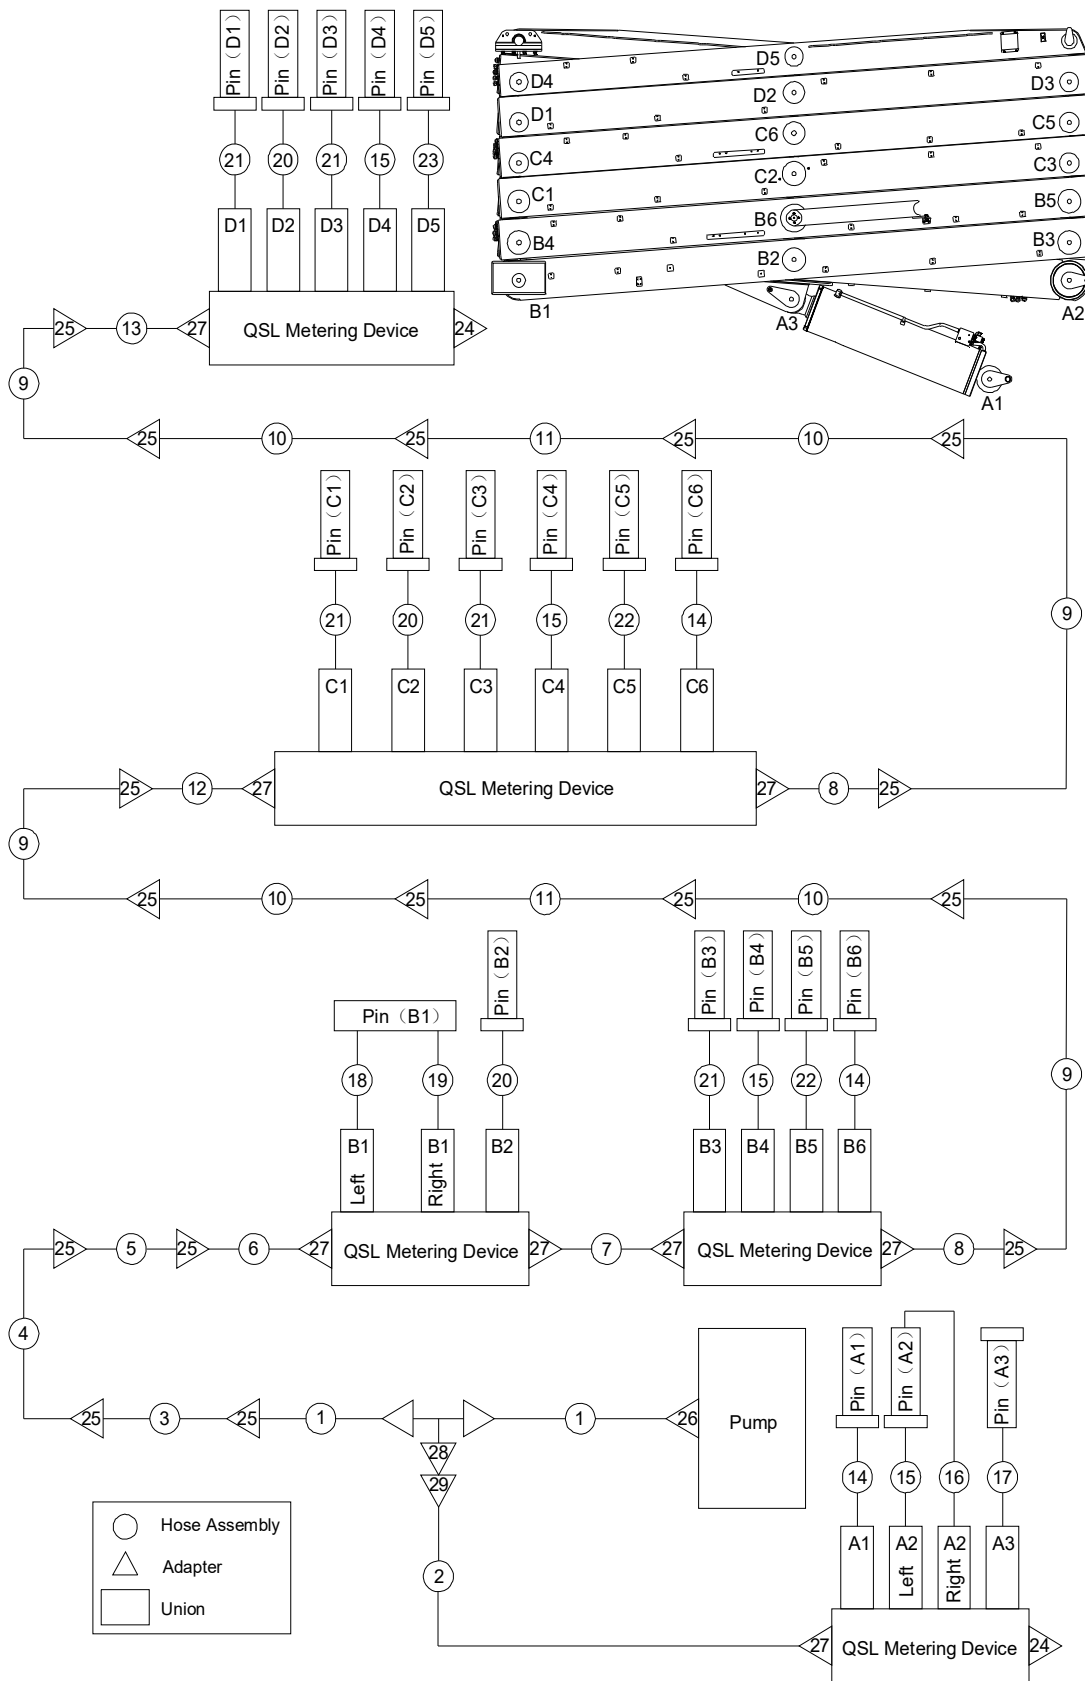 Pin（D1）
Pin（D2）
Pin（D3）
Pin（D4）
Pin（D5）
21
20
21
15
23
D1
D2
D3
D4
D5
25
13
27
QSL Metering Device
24
9
D5
D4
D3
D2
D1
C6
C5
C4
C3
C2
C1
B5
B6
B4
B3
B2
B1
A3
A2
A1
25
10
25
11
25
10
25
Pin（C1）
Pin（C2）
Pin（C3）
Pin（C4）
Pin（C5）
Pin（C6）
21
20
21
15
22
14
9
C1
C2
C3
C4
C5
C6
25
12
27
QSL Metering Device
27
8
25
9
25
10
25
11
25
10
25
Pin（B1）
Pin（B2）
Pin（B3）
Pin（B4）
Pin（B5）
Pin（B6）
18
19
20
21
15
22
14
9
B1
Left
B1
Right
B2
B3
B4
B5
B6
25
5
25
6
27
QSL Metering Device
27
7
27
QSL Metering Device
27
8
25
4
25
3
25
1
1
26
Pump
28
29
2
Pin（A1）
Pin（A2）
Pin（A3）
14
15
16
17
A1
A2
Left
A2
Right
A3
27
QSL Metering Device
24
Hose Assembly
Adapter
Union